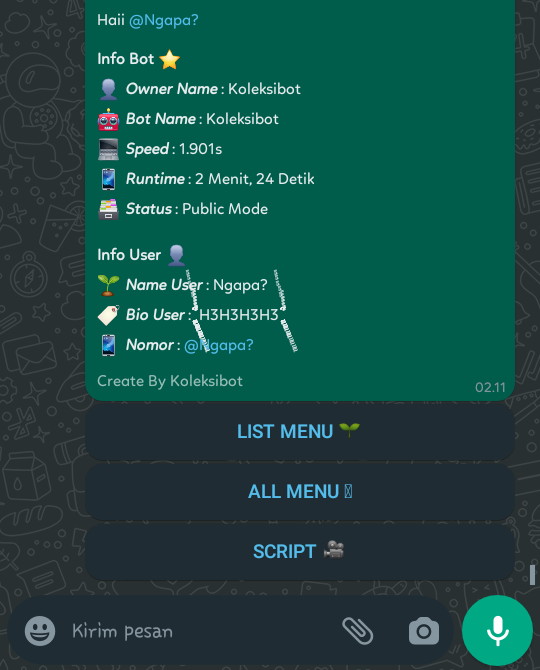 Haii @Ngapa?
Info Bot ⭐
👤 Owner Name : Koleksibot
🤖 Bot Name : Koleksibot
💻 Speed : 1.901s
📱 Runtime : 2 Menit, 24 Detik
🗃️ Status : Public Mode
Info User 👤
🌱 Name User : Ngapa?
🏷️ Bio User : H3H3H3H3
📱 Nomor : @Ngapa?
Create By Koleksibot
02.11
LIST MENU 🌱
ALL MENU
SCRIPT 🎥
Kirim pesan